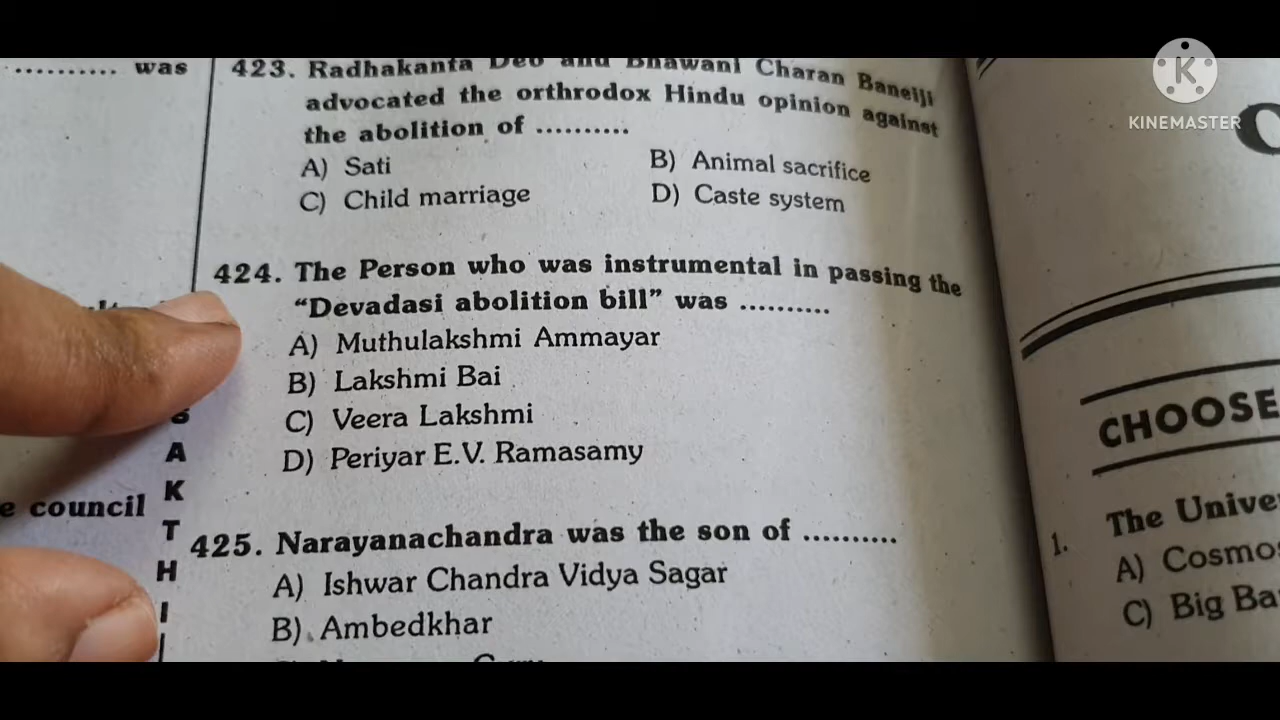 .......... was
e council
S
A
K
T
H
I
423. Radhakanta Deo and Bhawani Charan Baneiji
advocated the orthrodox Hindu opinion against
the abolition of ..........
A) Sati
B) Animal sacrifice
C) Child marriage
D) Caste system
424. The Person who was instrumental in passing the
“Devadasi abolition bill” was ..........
A) Muthulakshmi Ammayar
B) Lakshmi Bai
C) Veera Lakshmi
D) Periyar E.V. Ramasamy
425. Narayanachandra was the son of ..........
A) Ishwar Chandra Vidya Sagar
B) Ambedkhar
K
KINEMASTER
CHOOSE
1. The Unive
A) Cosmo
C) Big Ba